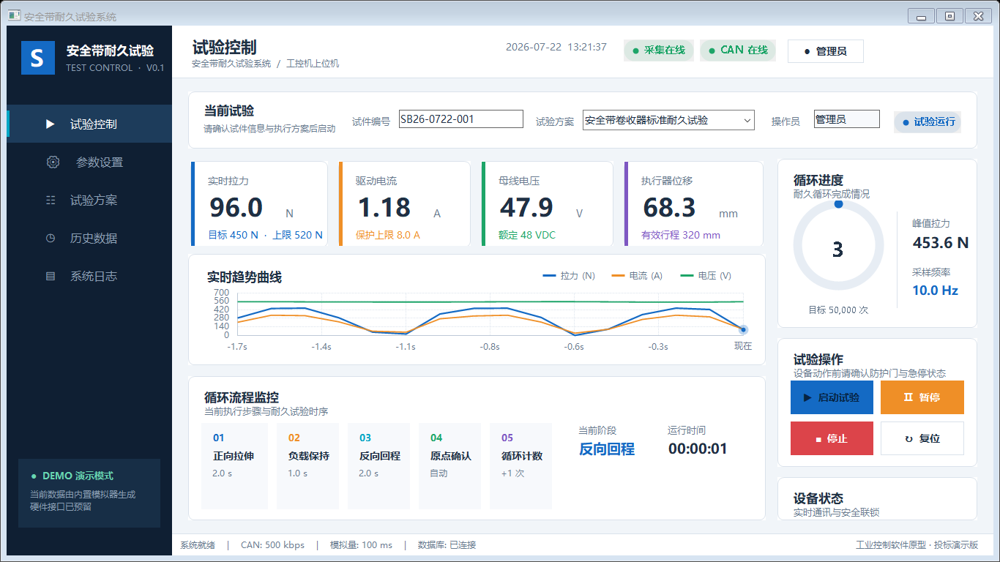 安全带耐久试验系统
S
安全带耐久试验
TEST CONTROL · V0.1
试验控制
参数设置
试验方案
历史数据
系统日志
DEMO 演示模式
当前数据由内置模拟器生成
硬件接口已预留
试验控制
安全带耐久试验系统 / 工控机上位机
2026-07-22 13:21:37
采集在线
CAN 在线
管理员
当前试验
请确认试件信息与执行方案后启动
试件编号 SB26-0722-001
试验方案 安全带卷收器标准耐久试验
操作员 管理员
试验运行
实时拉力
96.0 N
目标 450 N · 上限 520 N
驱动电流
1.18 A
保护上限 8.0 A
母线电压
47.9 V
额定 48 VDC
执行器位移
68.3 mm
有效行程 320 mm
循环进度
耐久循环完成情况
3
目标 50,000 次
峰值拉力
453.6 N
采样频率
10.0 Hz
实时趋势曲线
拉力 (N) 电流 (A) 电压 (V)
700
560
420
280
140
0
-1.7s -1.4s -1.1s -0.8s -0.6s -0.3s 现在
试验操作
设备动作前请确认防护门与急停状态
启动试验
暂停
停止
复位
循环流程监控
当前执行步骤与耐久试验时序
01
正向拉伸
2.0 s
02
负载保持
1.0 s
03
反向回程
2.0 s
04
原点确认
自动
05
循环计数
+1 次
当前阶段
反向回程
运行时间
00:00:01
设备状态
实时通讯与安全联锁
系统就绪 | CAN: 500 kbps | 模拟量: 100 ms | 数据库: 已连接
工业控制软件原型 · 投标演示版